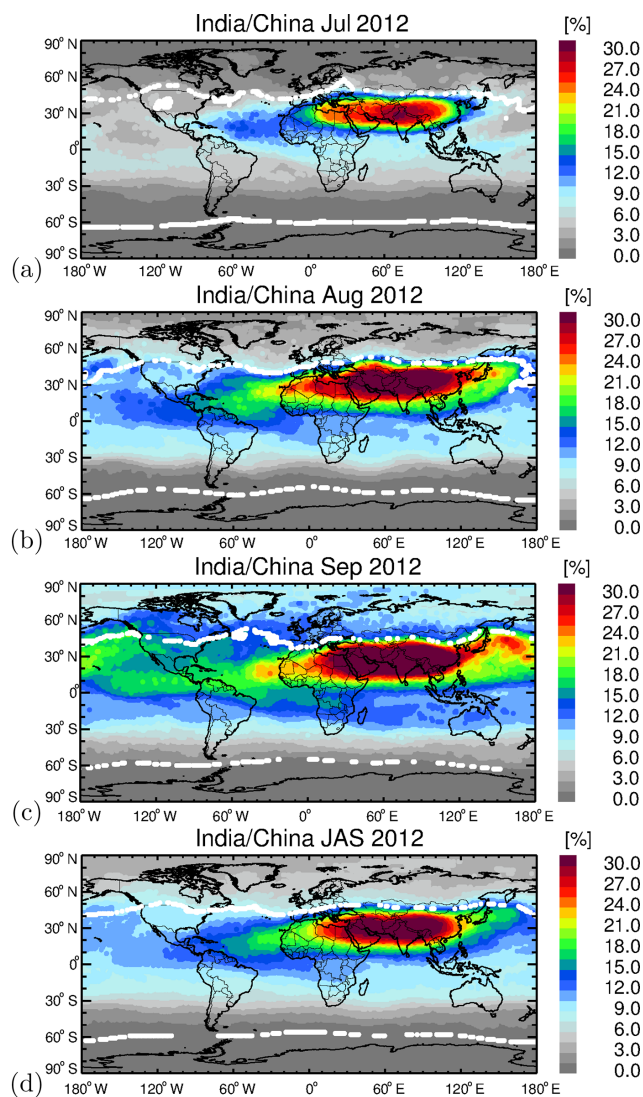 India/China Jul 2012 [%]
90° N
60° N
30° N
0°
30° S
60° S
90° S
180° W 120° W 60° W 0° 60° E 120° E 180° E
30.0
27.0
24.0
21.0
18.0
15.0
12.0
9.0
6.0
3.0
0.0
(a)
India/China Aug 2012 [%]
90° N
60° N
30° N
0°
30° S
60° S
90° S
180° W 120° W 60° W 0° 60° E 120° E 180° E
30.0
27.0
24.0
21.0
18.0
15.0
12.0
9.0
6.0
3.0
0.0
(b)
India/China Sep 2012 [%]
90° N
60° N
30° N
0°
30° S
60° S
90° S
180° W 120° W 60° W 0° 60° E 120° E 180° E
30.0
27.0
24.0
21.0
18.0
15.0
12.0
9.0
6.0
3.0
0.0
(c)
India/China JAS 2012 [%]
90° N
60° N
30° N
0°
30° S
60° S
90° S
180° W 120° W 60° W 0° 60° E 120° E 180° E
30.0
27.0
24.0
21.0
18.0
15.0
12.0
9.0
6.0
3.0
0.0
(d)